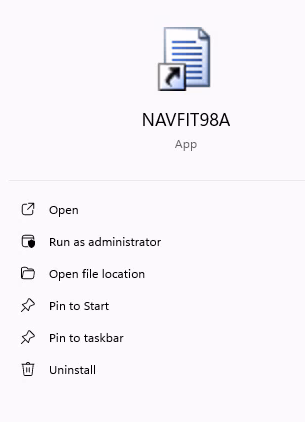 NAVFIT98A
App
Open
Run as administrator
Open file location
Pin to Start
Pin to taskbar
Uninstall